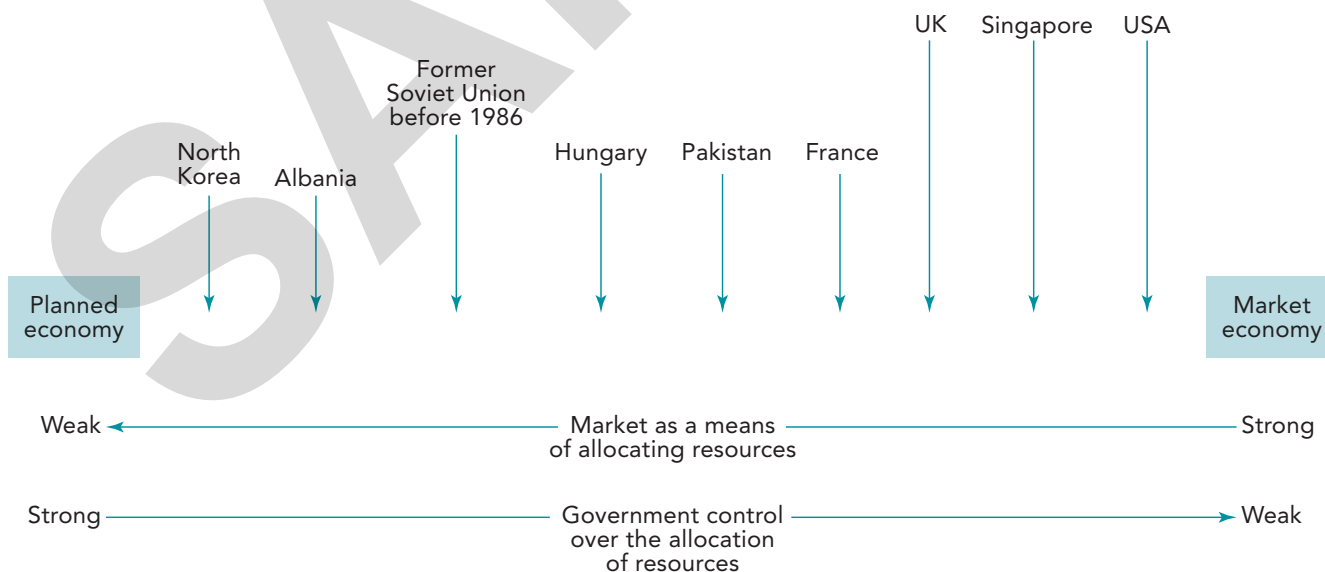 UK Singapore USA
Former
Soviet Union
before 1986
North
Korea
Albania
Hungary Pakistan France
Planned
economy
Market
economy
Weak Market as a means Strong
of allocating resources
Strong Government control Weak
over the allocation
of resources